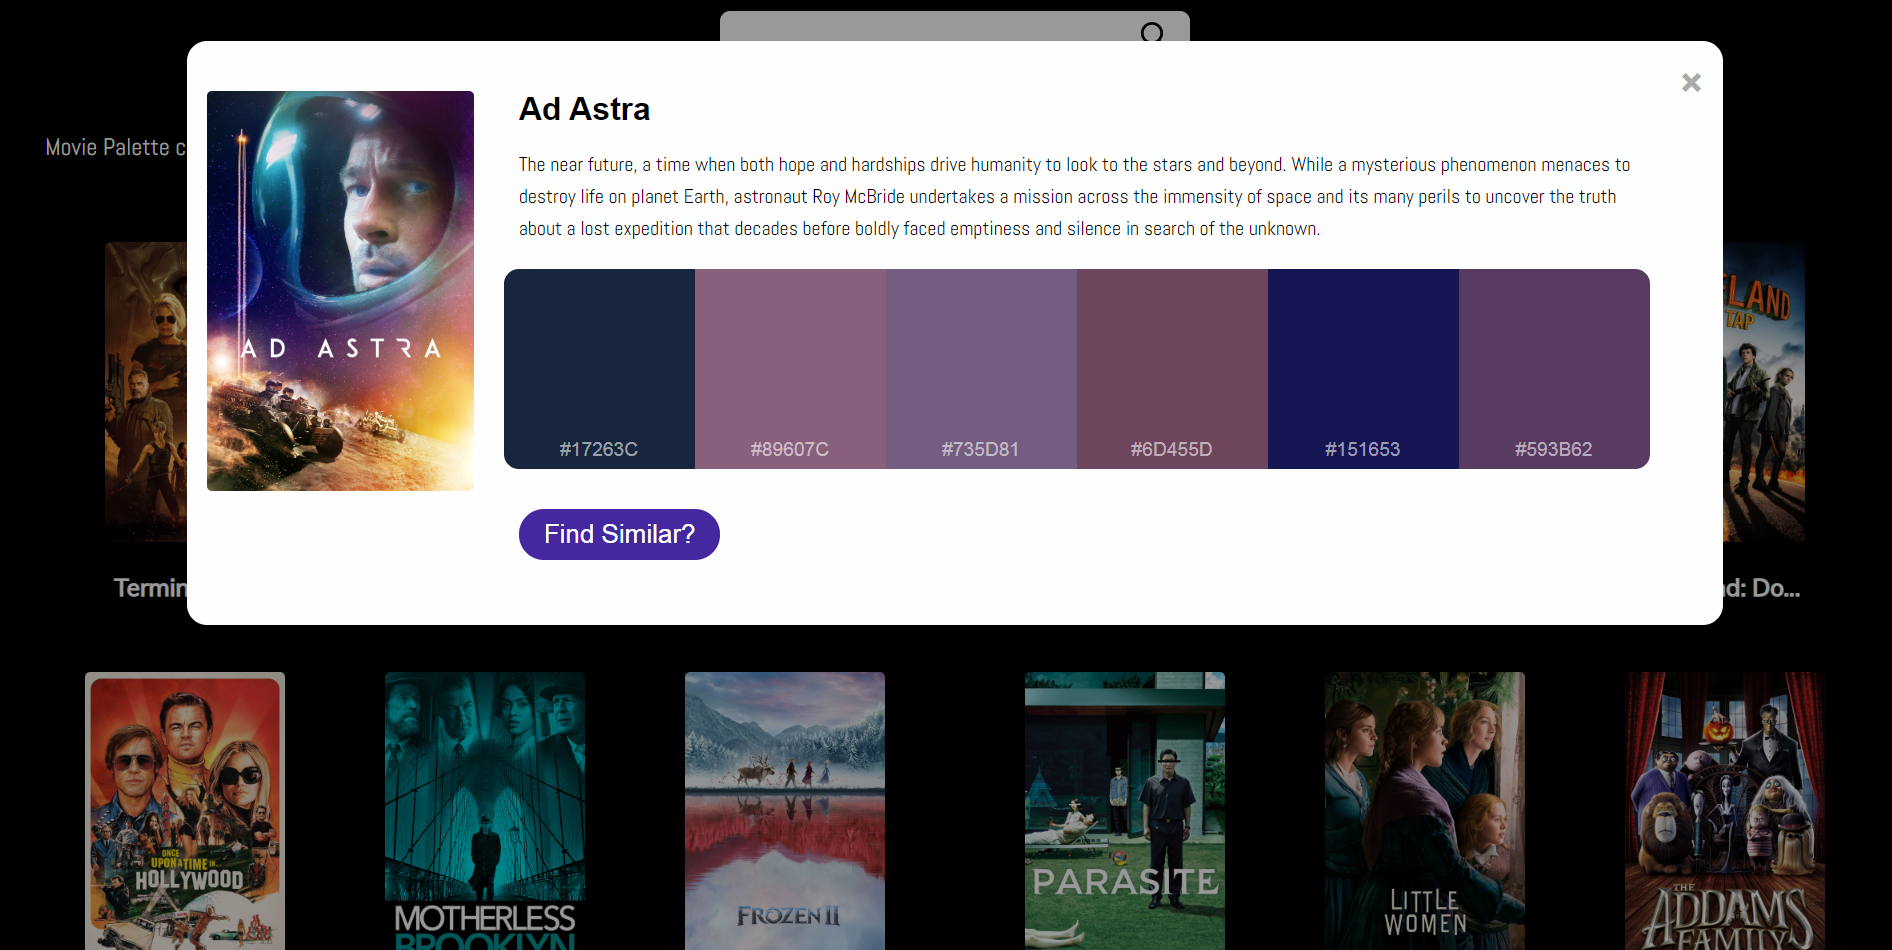 Movie Palette c
Ad Astra
The near future, a time when both hope and hardships drive humanity to look to the stars and beyond. While a mysterious phenomenon menaces to
destroy life on planet Earth, astronaut Roy McBride undertakes a mission across the immensity of space and its many perils to uncover the truth
about a lost expedition that decades before boldly faced emptiness and silence in search of the unknown.
AD ASTRA
#17263C
#89607C
#735D81
#6D455D
#151653
#593B62
Find Similar?
ELAND
TAP
Termin
nd: Do...
ONCE
UPON A TIME IN...
HOLLYWOOD
MOTHERLESS
BROOKLYN
FROZEN II
PARASITE
LITTLE
WOMEN
THE
ADDAMS
FAMILY